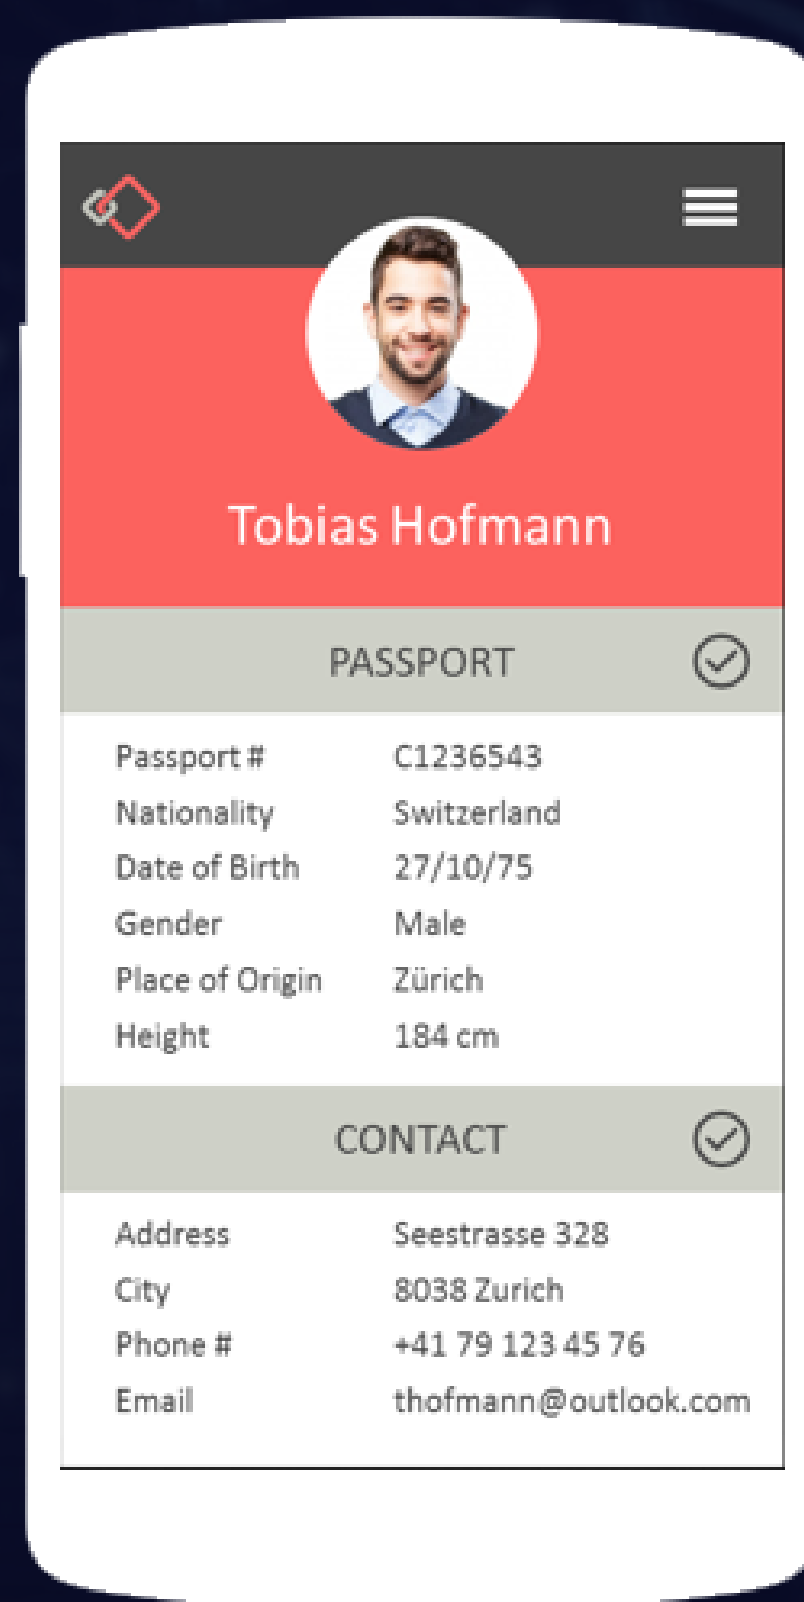 Tobias Hofmann
PASSPORT
Passport # C1236543
Nationality Switzerland
Date of Birth 27/10/75
Gender Male
Place of Origin Zürich
Height 184 cm
CONTACT
Address Seestrasse 328
City 8038 Zurich
Phone # +41 79 123 45 76
Email thofmann@outlook.com